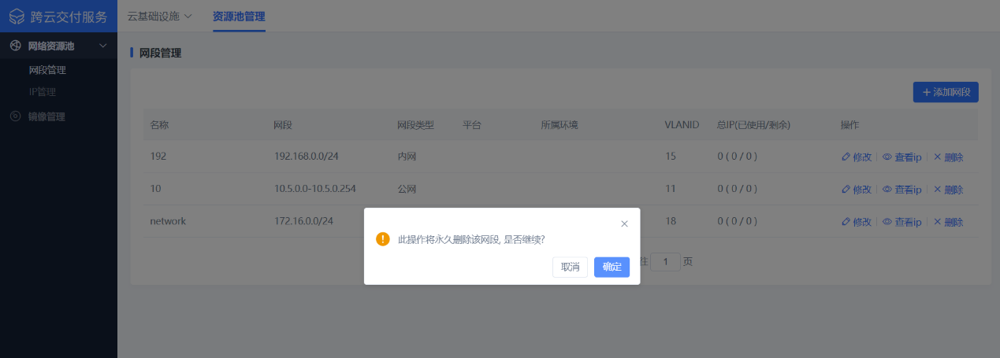 跨云交付服务
云基础设施
资源池管理
网络资源池
网段管理
IP管理
镜像管理
网段管理
+ 添加网段
名称 网段 网段类型 平台 所属环境 VLANID 总IP(已使用/剩余) 操作
192 192.168.0.0/24 内网 15 0 ( 0 / 0 ) 修改 查看ip 删除
10 10.5.0.0-10.5.0.254 公网 11 0 ( 0 / 0 ) 修改 查看ip 删除
network 172.16.0.0/24 18 0 ( 0 / 0 ) 修改 查看ip 删除
此操作将永久删除该网段, 是否继续?
取消 确定
往 1 页